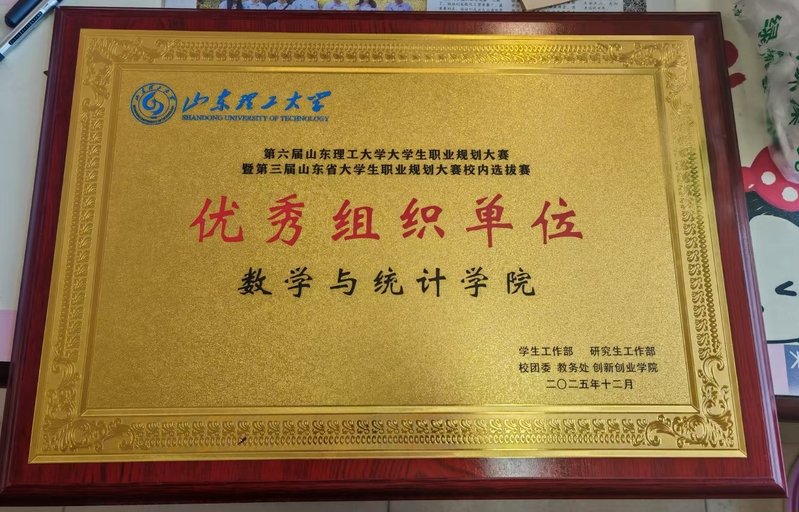 山东理工大学
SHANDONG UNIVERSITY OF TECHNOLOGY
第六届山东理工大学大学生职业规划大赛
暨第三届山东省大学生职业规划大赛校内选拔赛
优秀组织单位
数学与统计学院
学生工作部 研究生工作部
校团委 教务处 创新创业学院
二〇二五年十二月